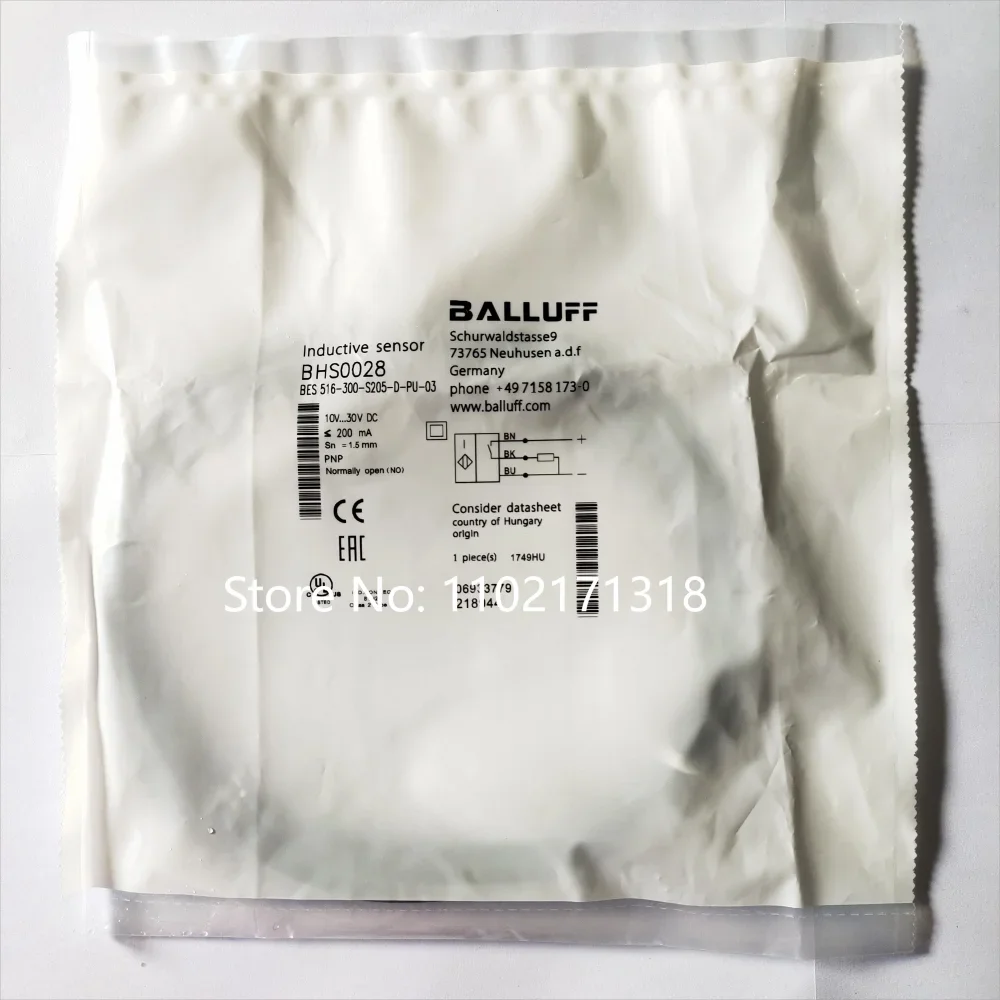 BALLUFF
Schurwaldstasse9
73765 Neuhusen a.d.f
Germany
phone +49 7158 173-0
www.balluff.com
Inductive sensor
BHS0028
BES 516-300-S205-D-PU-03
10V...30V DC
≤ 200 mA
Sn =1.5 mm
PNP
Normally open (NO)
BN +
BK
BU -
CE
EAC
UL
Consider datasheet
country of Hungary
origin
1 piece(s) 1749HU
Store No: 1102171318